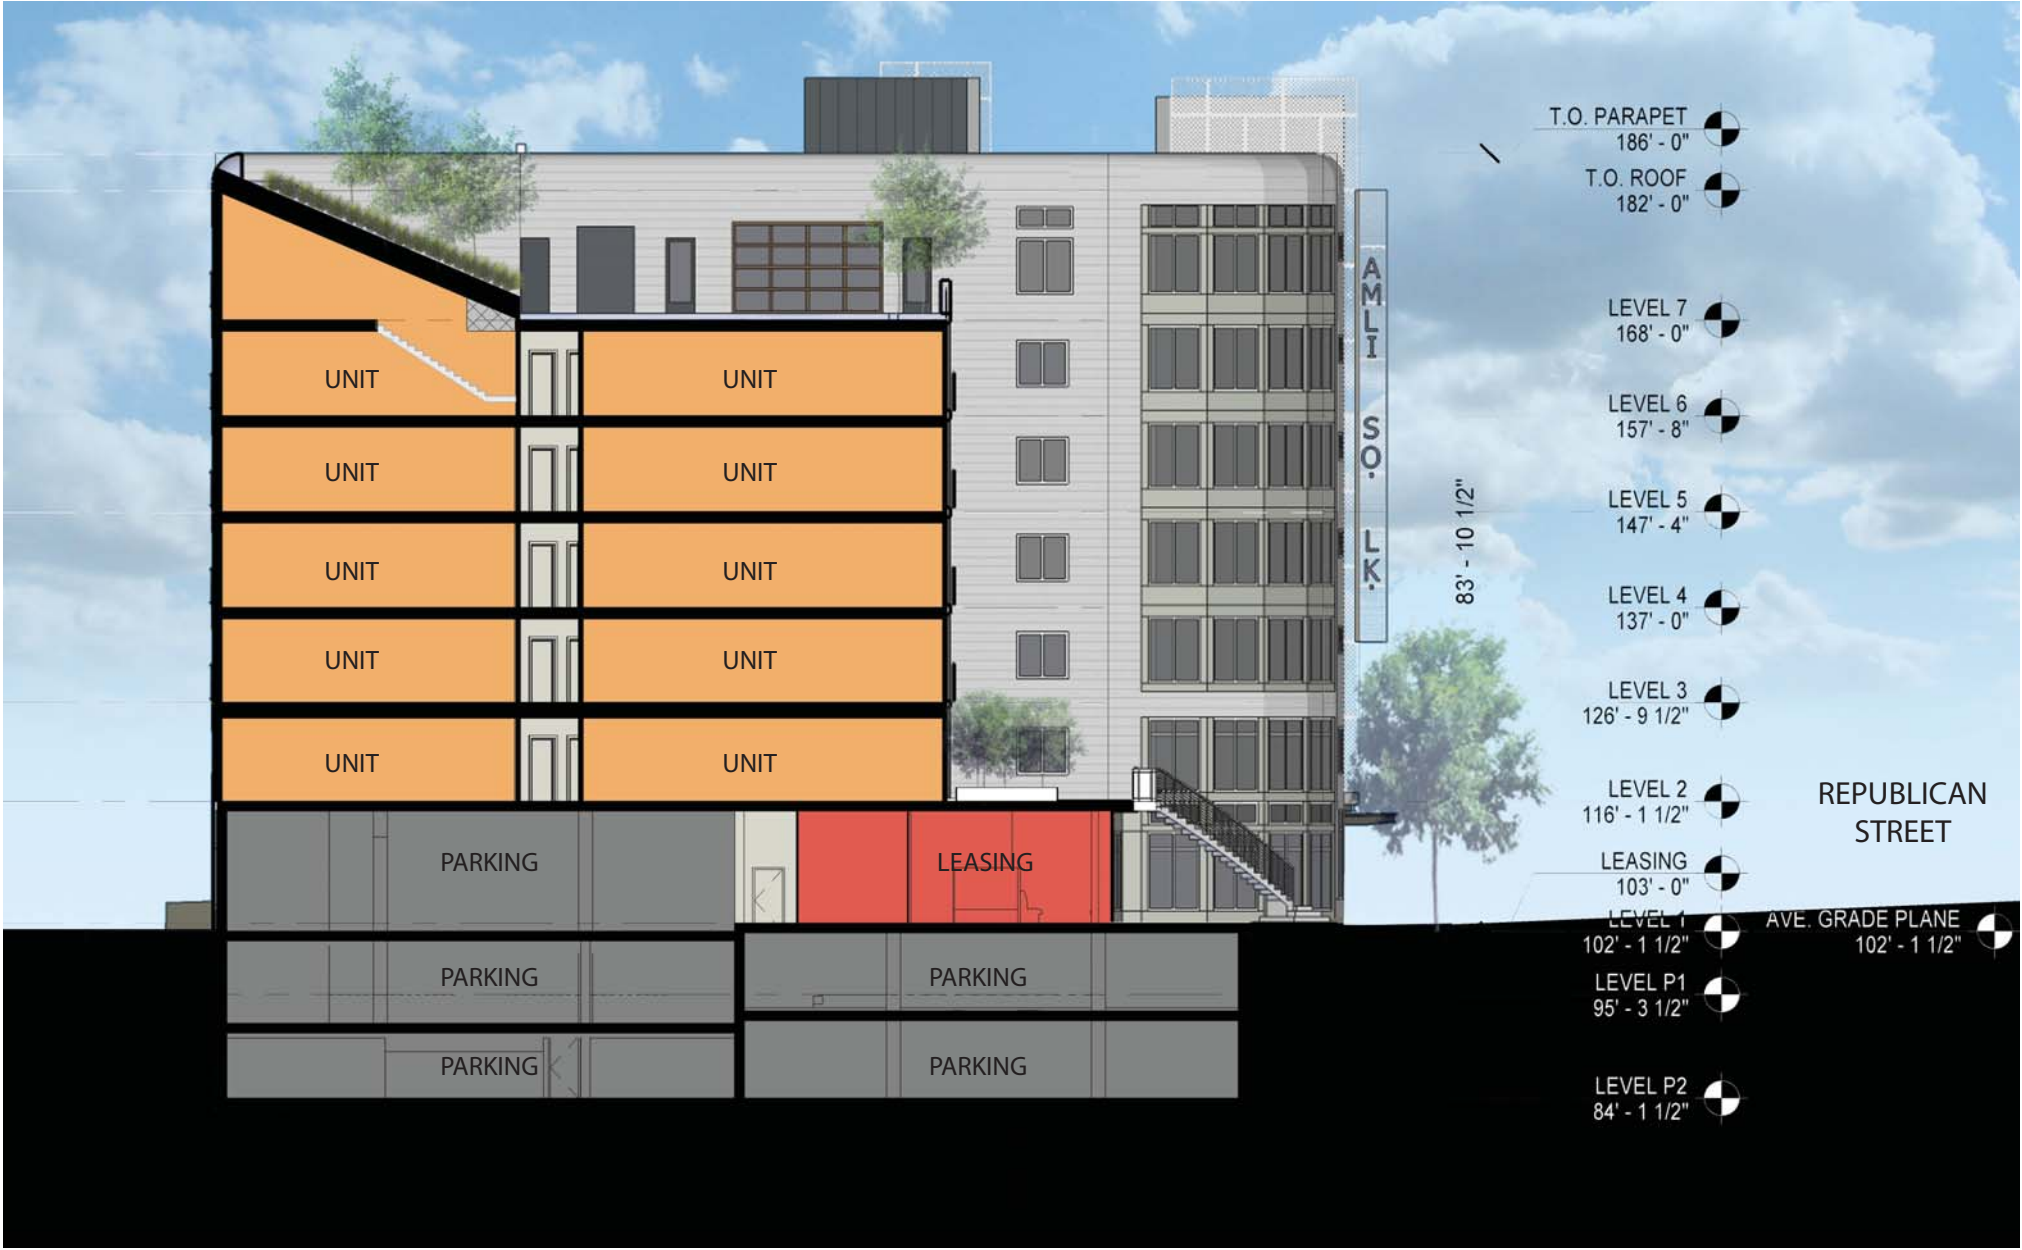 T.O. PARAPET
186' - 0"
T.O. ROOF
182' - 0"
AMLI SO. LK.
LEVEL 7
168' - 0"
UNIT
UNIT
LEVEL 6
157' - 8"
UNIT
UNIT
83' - 10 1/2"
LEVEL 5
147' - 4"
UNIT
UNIT
LEVEL 4
137' - 0"
UNIT
UNIT
LEVEL 3
126' - 9 1/2"
UNIT
UNIT
LEVEL 2
116' - 1 1/2"
REPUBLICAN
STREET
PARKING
LEASING
LEASING
103' - 0"
LEVEL 1
102' - 1 1/2"
AVE. GRADE PLANE
102' - 1 1/2"
PARKING
PARKING
LEVEL P1
95' - 3 1/2"
PARKING
PARKING
LEVEL P2
84' - 1 1/2"